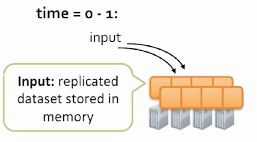 time = 0 - 1:
input
Input: replicated
dataset stored in
memory